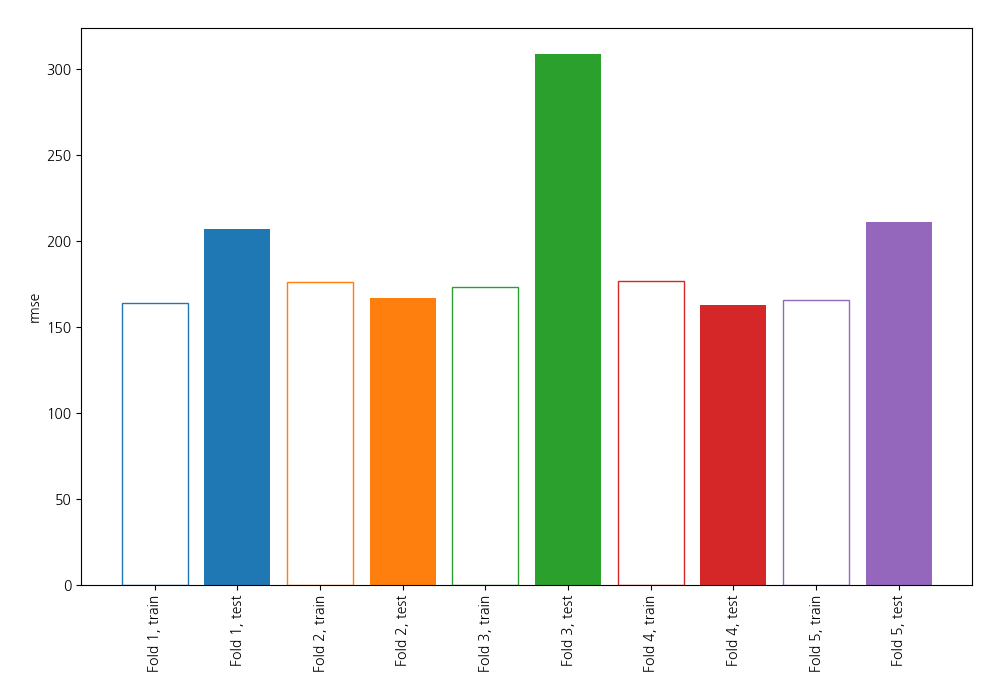 300
250
200
150
100
50
0
rmse
Fold 1, train
Fold 1, test
Fold 2, train
Fold 2, test
Fold 3, train
Fold 3, test
Fold 4, train
Fold 4, test
Fold 5, train
Fold 5, test